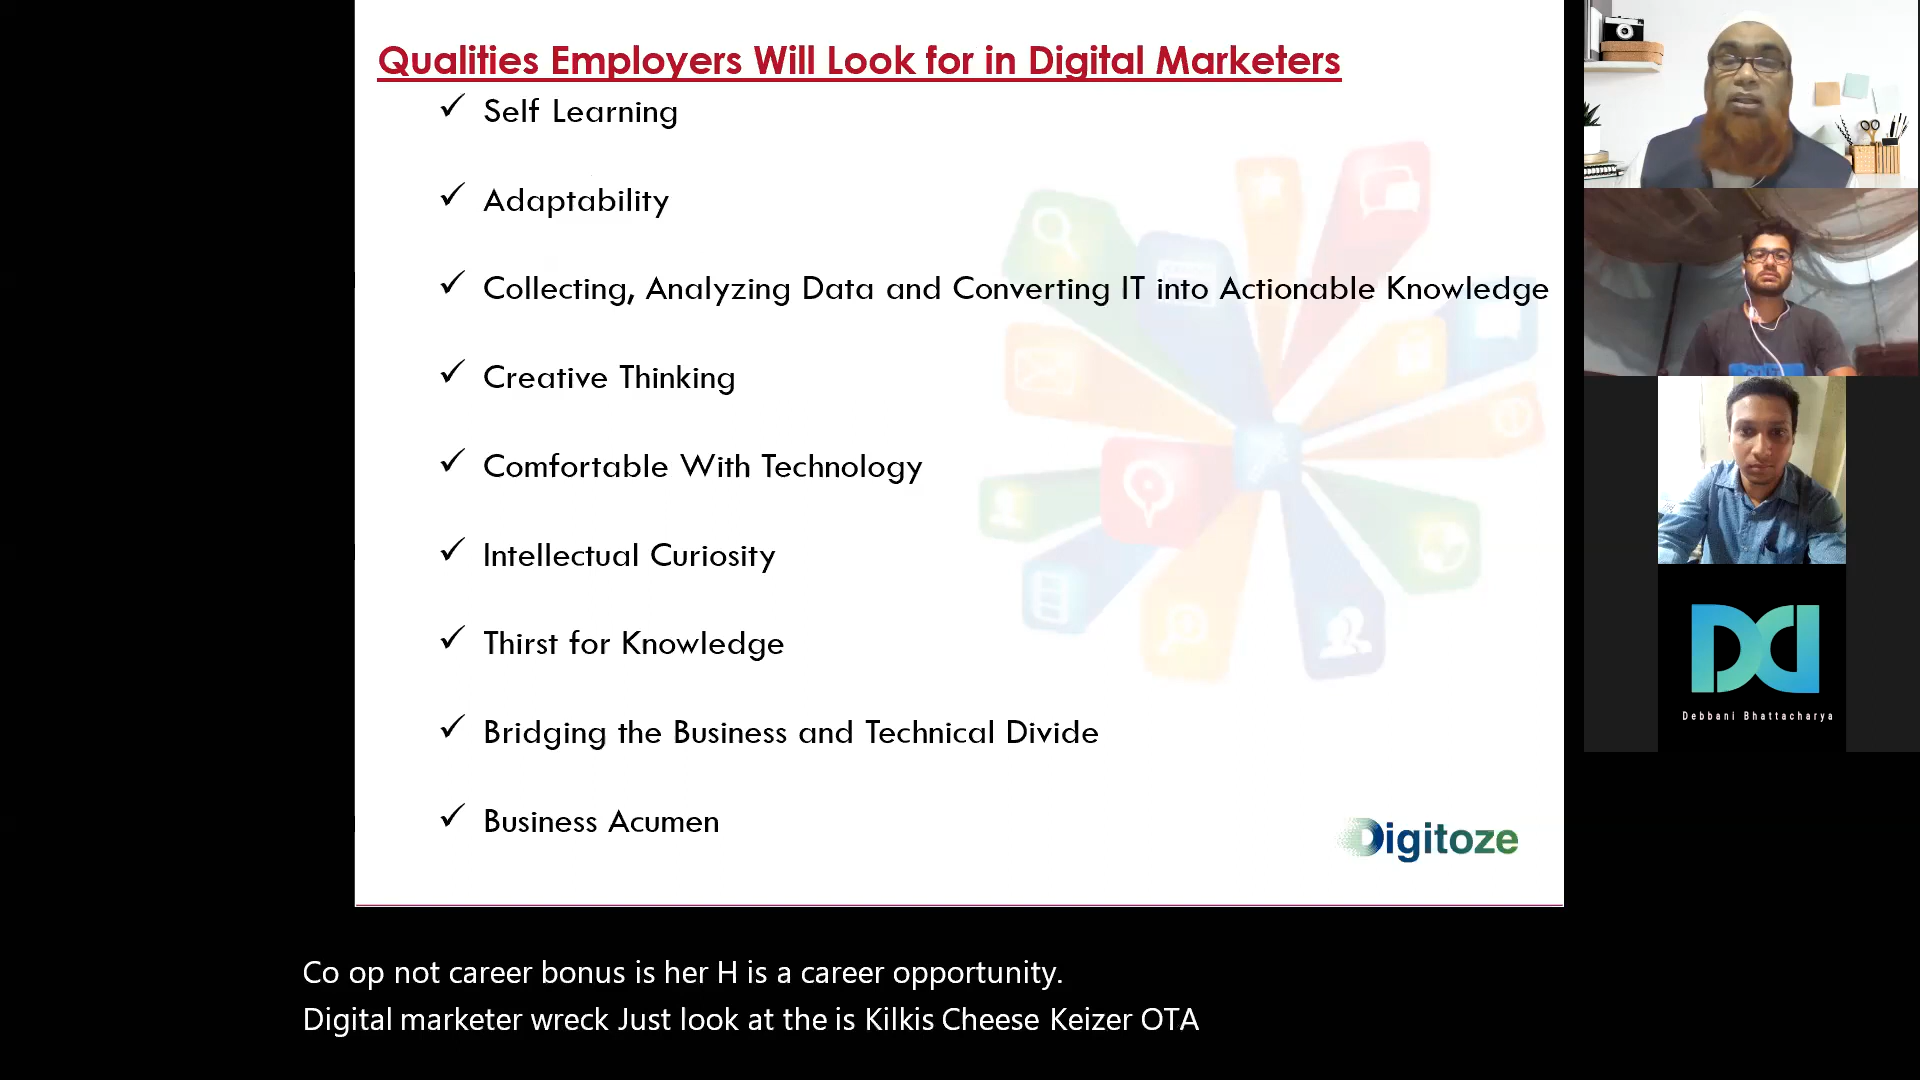 Qualities Employers Will Look for in Digital Marketers
✓ Self Learning
✓ Adaptability
✓ Collecting, Analyzing Data and Converting IT into Actionable Knowledge
✓ Creative Thinking
✓ Comfortable With Technology
✓ Intellectual Curiosity
✓ Thirst for Knowledge
✓ Bridging the Business and Technical Divide
✓ Business Acumen
Digitoze
DD
Debbani Bhattacharya
Co op not career bonus is her H is a career opportunity.
Digital marketer wreck Just look at the is Kilkis Cheese Keizer OTA